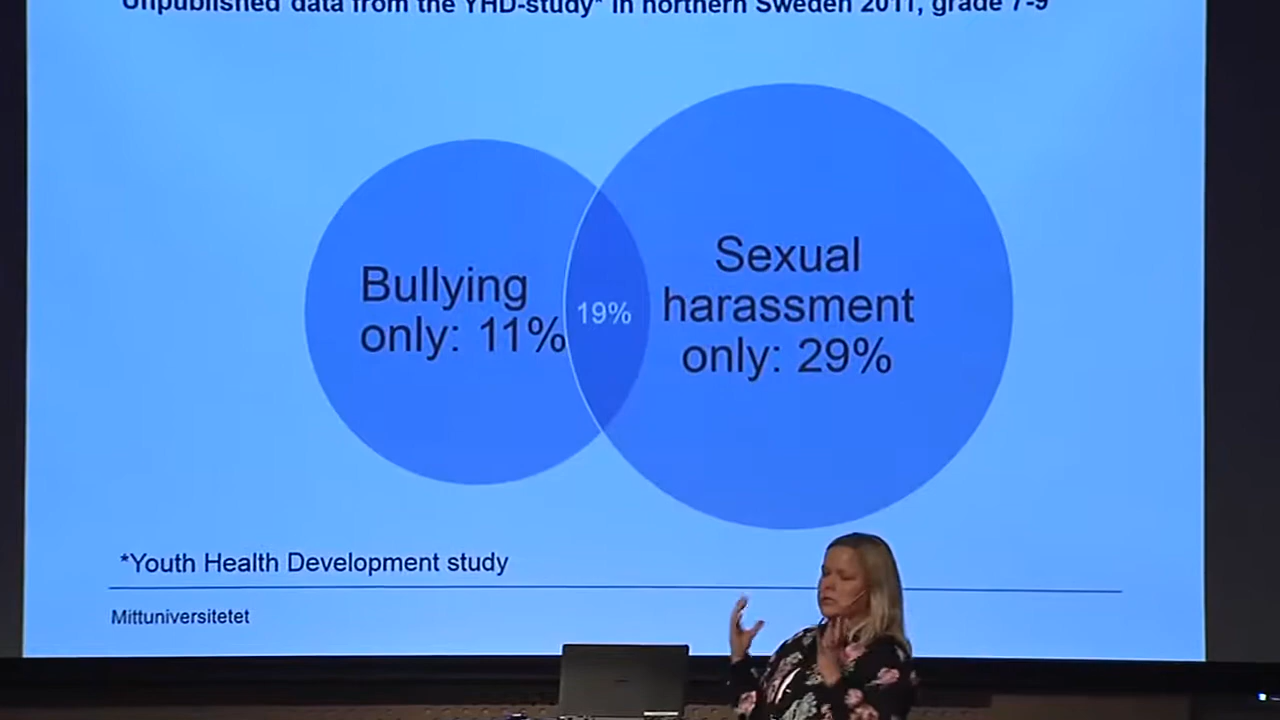 Unpublished data from the YHD-study* in northern Sweden 2011, grade 7-9
Bullying
only: 11%
19%
Sexual
harassment
only: 29%
*Youth Health Development study
Mittuniversitetet